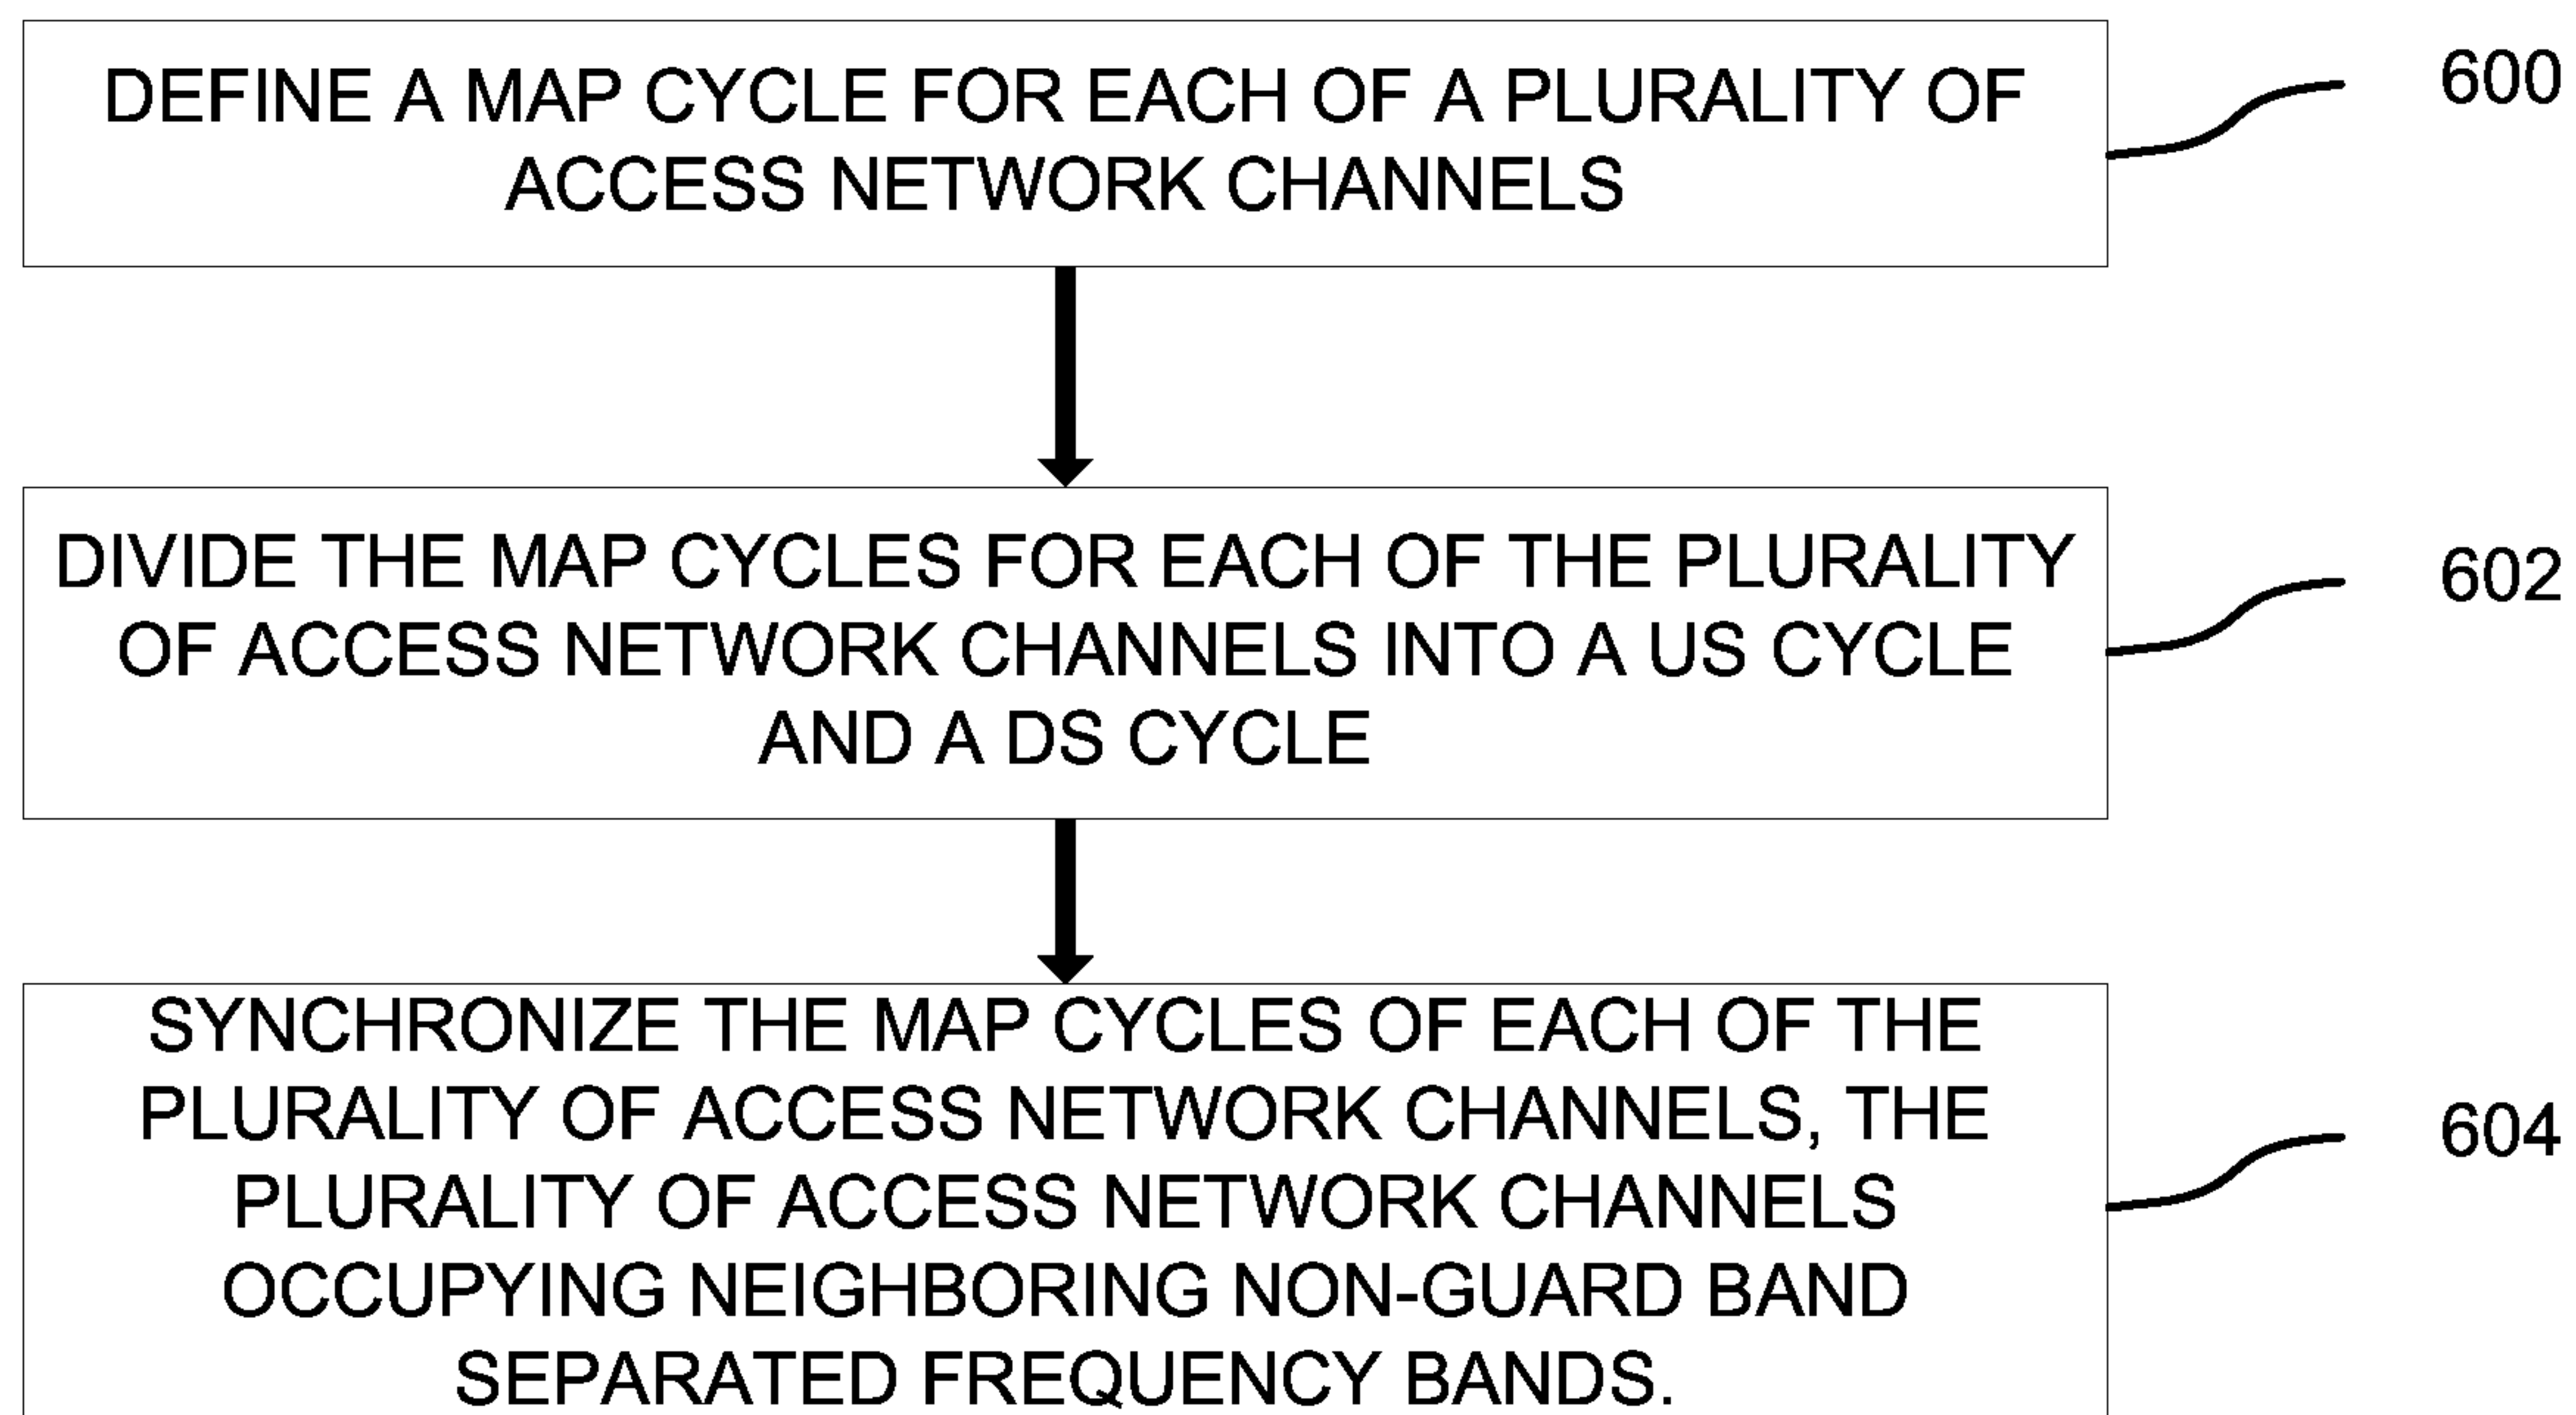 DEFINE A MAP CYCLE FOR EACH OF A PLURALITY OF
ACCESS NETWORK CHANNELS
600
DIVIDE THE MAP CYCLES FOR EACH OF THE PLURALITY
OF ACCESS NETWORK CHANNELS INTO A US CYCLE
AND A DS CYCLE
602
SYNCHRONIZE THE MAP CYCLES OF EACH OF THE
PLURALITY OF ACCESS NETWORK CHANNELS, THE
PLURALITY OF ACCESS NETWORK CHANNELS
OCCUPYING NEIGHBORING NON-GUARD BAND
SEPARATED FREQUENCY BANDS.
604